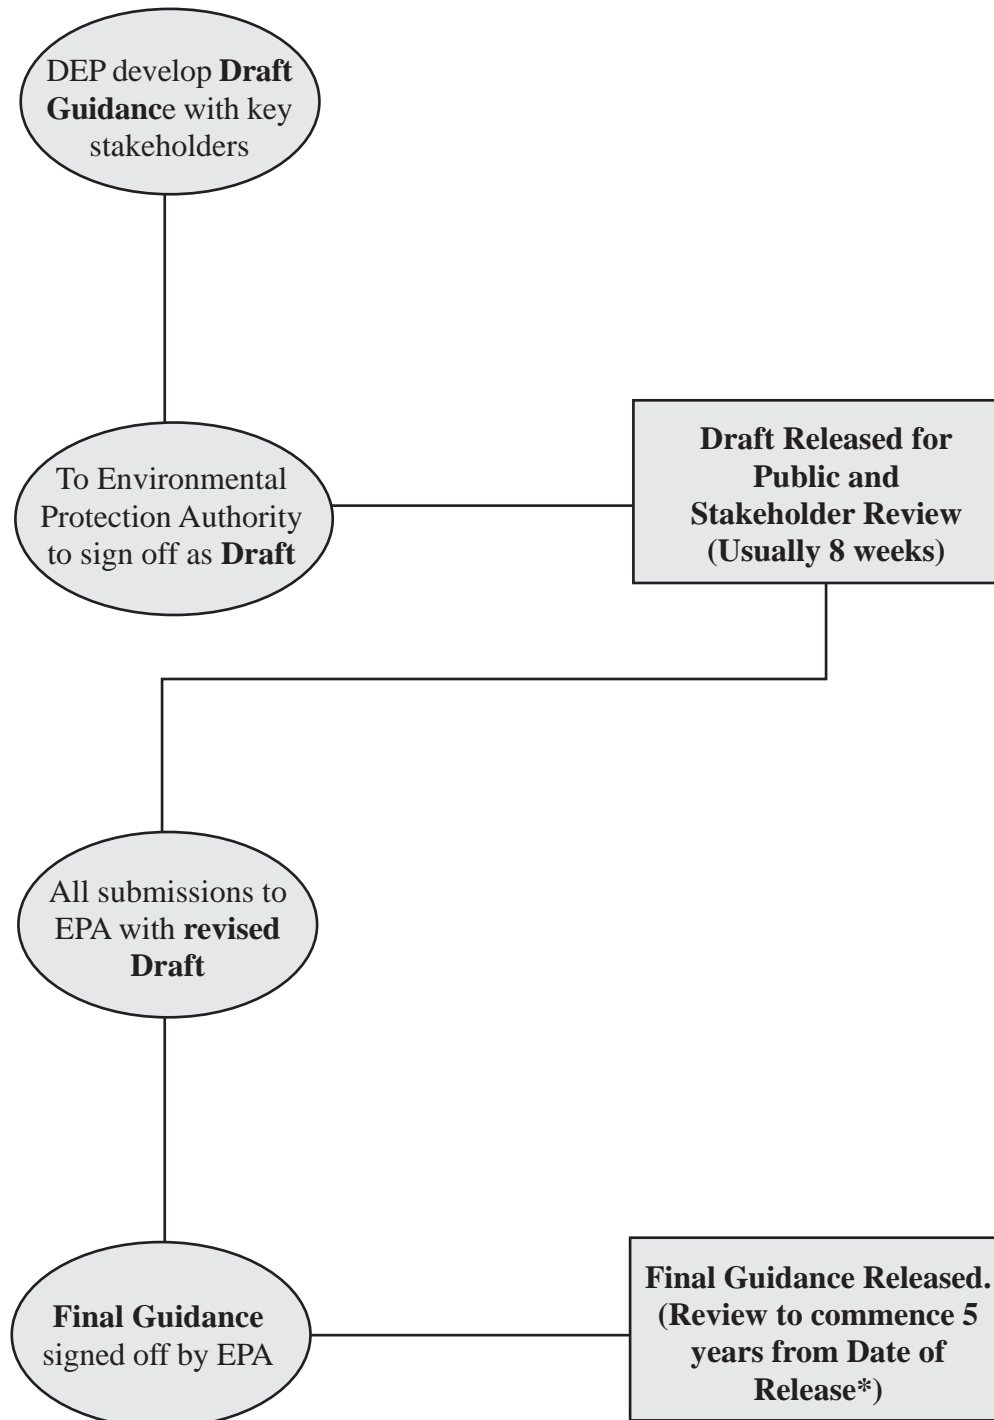 DEP develop Draft
Guidance with key
stakeholders
To Environmental
Protection Authority
to sign off as Draft
Draft Released for
Public and
Stakeholder Review
(Usually 8 weeks)
All submissions to
EPA with revised
Draft
Final Guidance
signed off by EPA
Final Guidance Released.
(Review to commence 5
years from Date of
Release*)